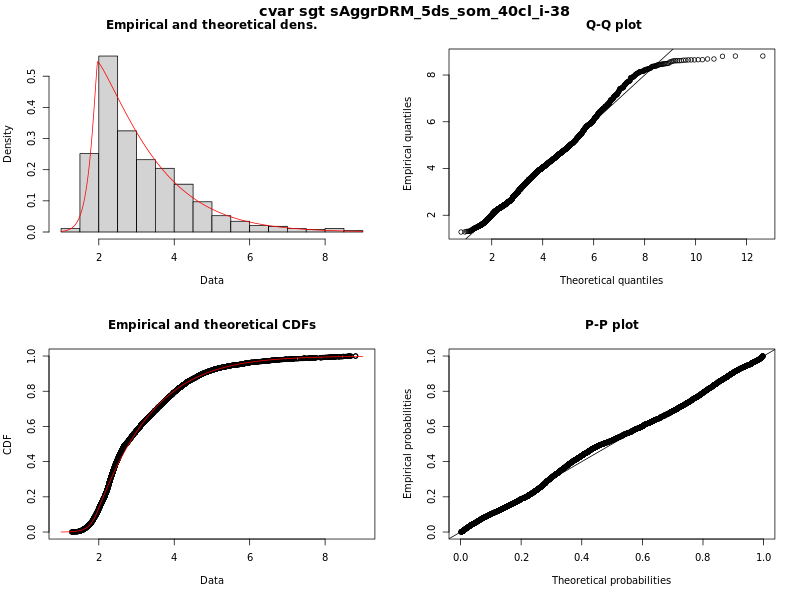 cvar sgt sAggrDRM_5ds_som_40cl_i-38
Empirical and theoretical dens.
Density
0.0 0.1 0.2 0.3 0.4 0.5
2 4 6 8
Data
Q-Q plot
Empirical quantiles
2 4 6 8
2 4 6 8 10 12
Theoretical quantiles
Empirical and theoretical CDFs
CDF
0.0 0.2 0.4 0.6 0.8 1.0
2 4 6 8
Data
P-P plot
Empirical probabilities
0.0 0.2 0.4 0.6 0.8 1.0
0.0 0.2 0.4 0.6 0.8 1.0
Theoretical probabilities